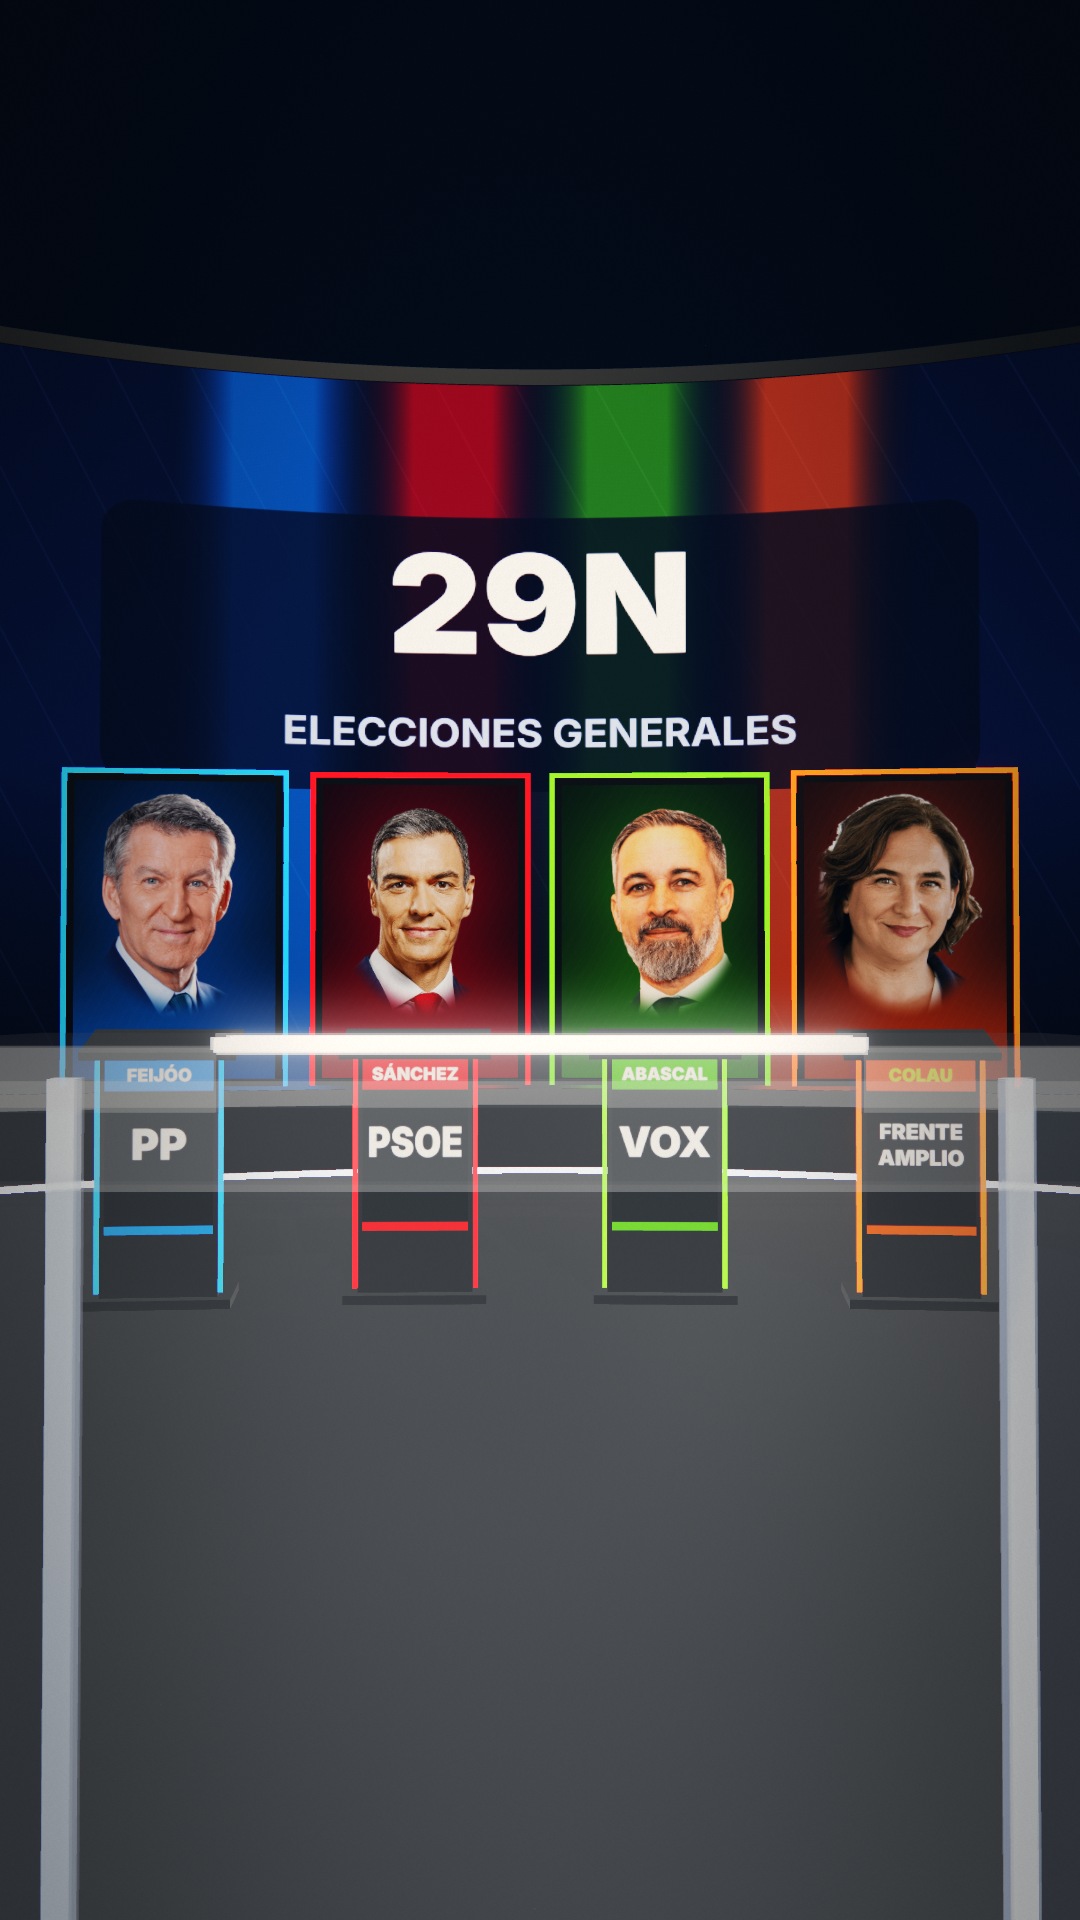 29N
ELECCIONES GENERALES
FEIJÓO
SÁNCHEZ
ABASCAL
COLAU
PP
PSOE
VOX
FRENTE
AMPLIO